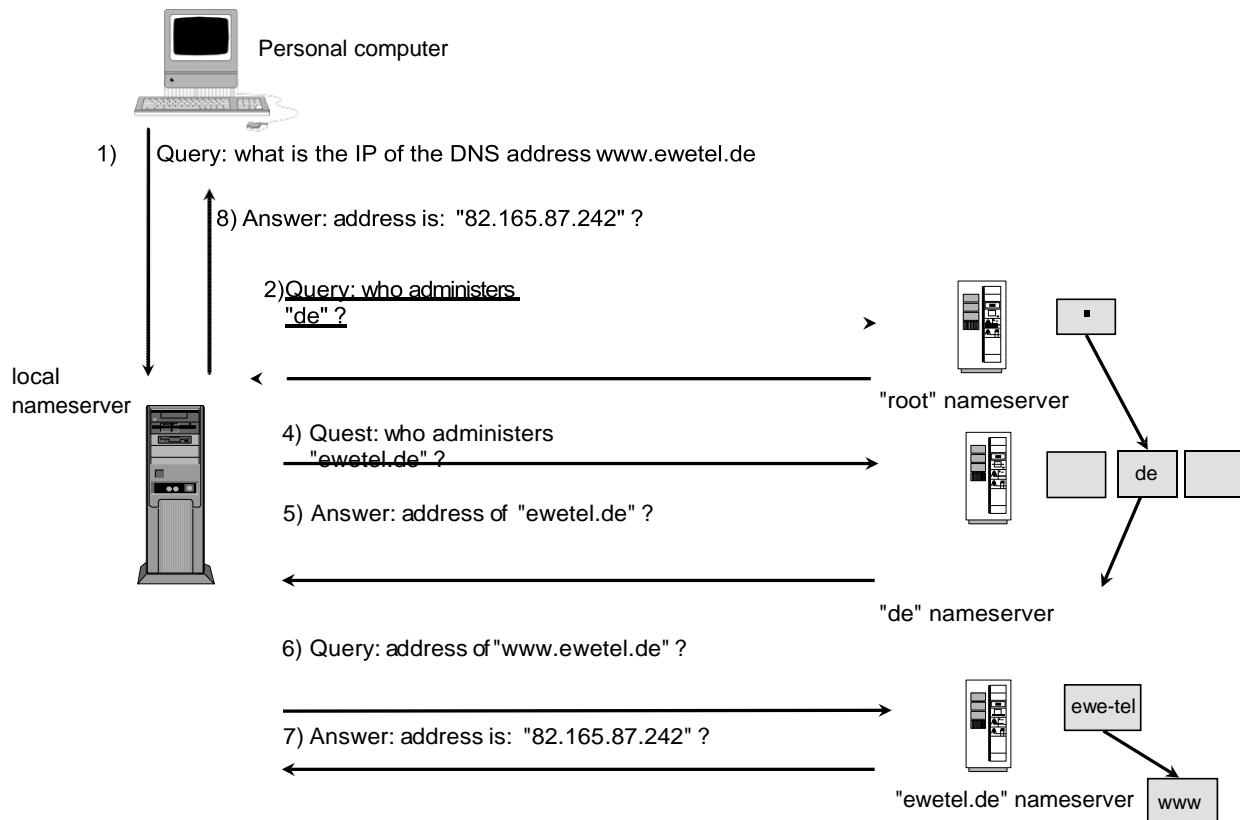 Personal computer
1) Query: what is the IP of the DNS address www.ewetel.de
8) Answer: address is: "82.165.87.242" ?
2) Query: who administers
"de" ?
local
nameserver
"root" nameserver
4) Quest: who administers
"ewetel.de" ?
de
5) Answer: address of "ewetel.de" ?
"de" nameserver
6) Query: address of "www.ewetel.de" ?
ewe-tel
7) Answer: address is: "82.165.87.242" ?
"ewetel.de" nameserver
www